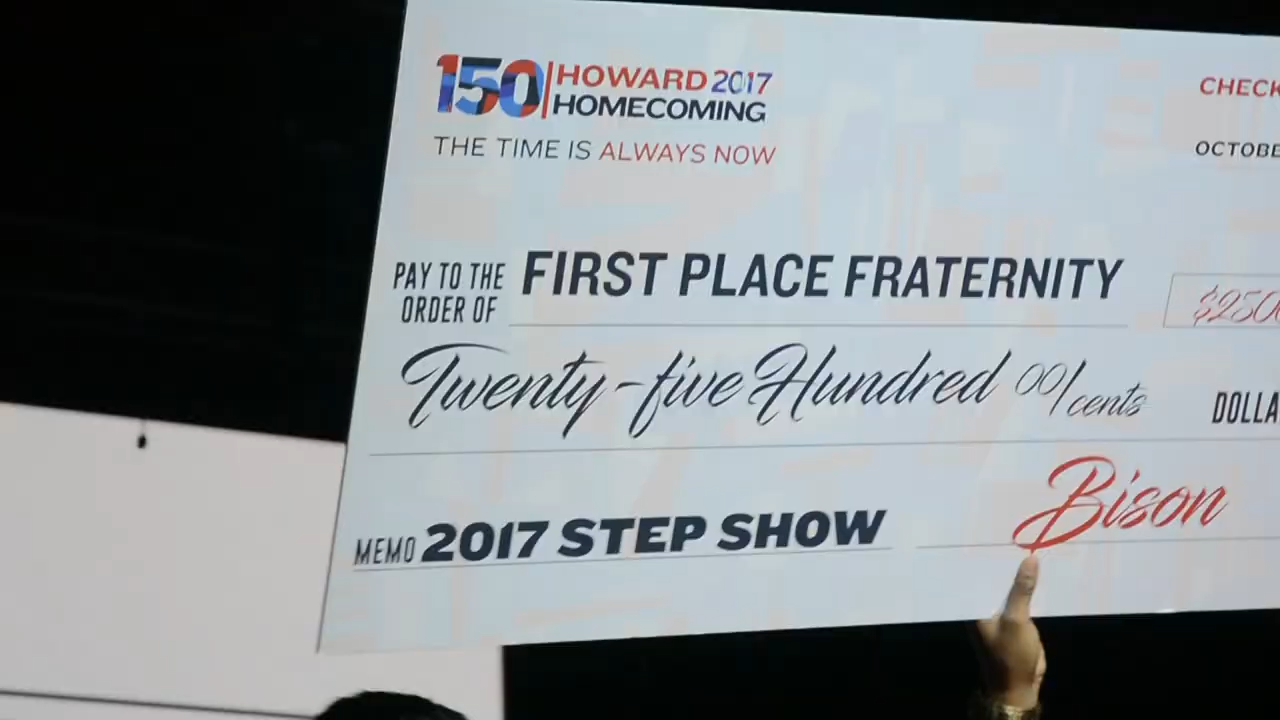 150 HOWARD 2017
HOMECOMING
THE TIME IS ALWAYS NOW
CHECK
OCTOBE
PAY TO THE
ORDER OF
FIRST PLACE FRATERNITY
$2500
Twenty-five Hundred 00/cents
DOLLA
MEMO 2017 STEP SHOW
Bison